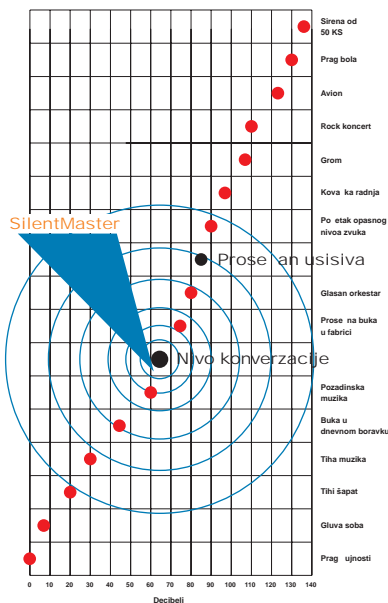 Sirena od
50 KS
Prag bola
Avion
Rock koncert
Grom
Kova ka radnja
SilentMaster
Po etak opasnog
nivoa zvuka
Prose an usisiva
Glasan orkestar
Prose na buka
u fabrici
Nivo konverzacije
Pozadinska
muzika
Buka u
dnevnom boravku
Tiha muzika
Tihi šapat
Gluva soba
Prag ujnosti
0 10 20 30 40 50 60 70 80 90 100 110 120 130 140
Decibeli